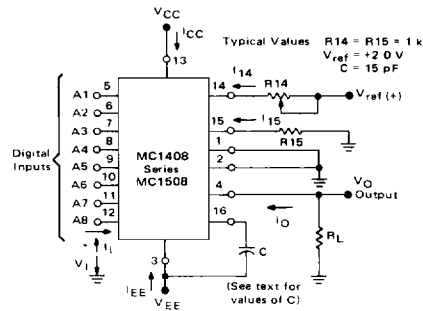 VCC
ICC
Typical Values R14 = R15 = 1 k
Vref = +2 0 V
C = 15 pF
13
I14
R14
14
Vref (+)
A1 5
A2 6
A3 7
A4 8
A5 9
A6 10
A7 11
A8 12
Digital
Inputs
MC1408
Series
MC1508
15
I15
R15
1
2
4
VO
Output
IO
16
C
RL
Ii
VI
3
IEE
VEE
(See text for
values of C)